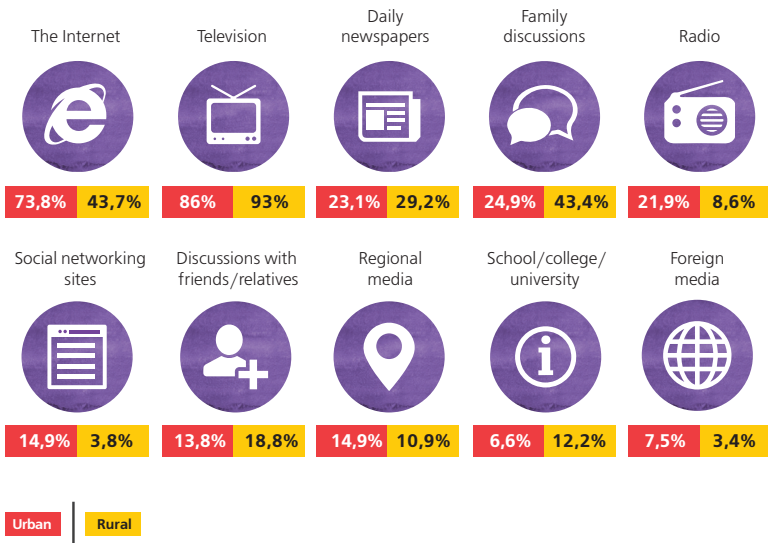 The Internet
Television
Daily
newspapers
Family
discussions
Radio
73,8% 43,7%
86% 93%
23,1% 29,2%
24,9% 43,4%
21,9% 8,6%
Social networking
sites
Discussions with
friends/relatives
Regional
media
School/college/
university
Foreign
media
14,9% 3,8%
13,8% 18,8%
14,9% 10,9%
6,6% 12,2%
7,5% 3,4%
Urban
Rural